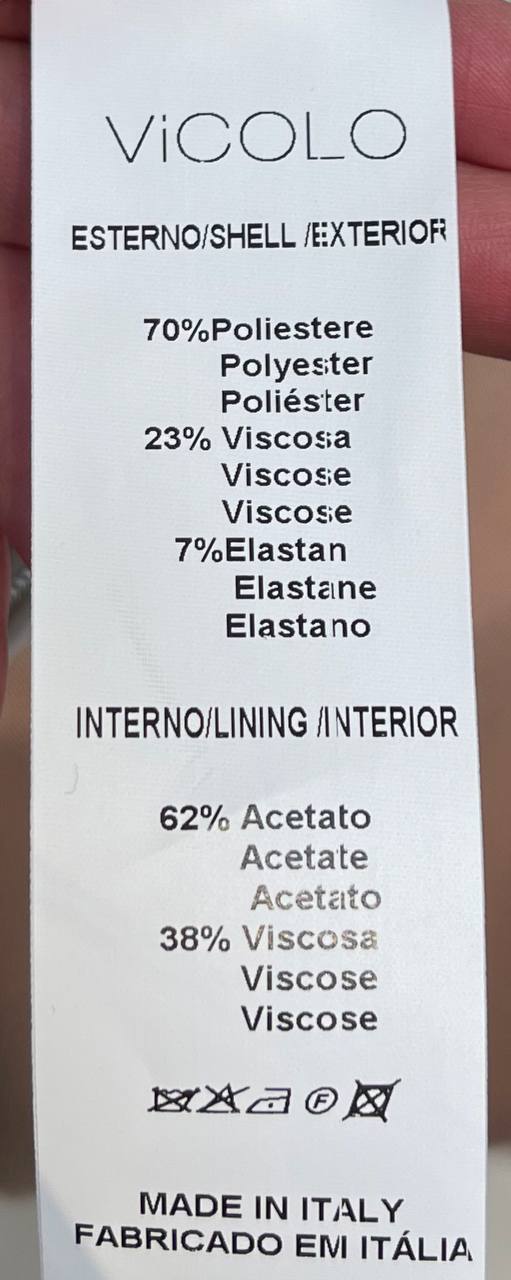 ViCOLO
ESTERNO/SHELL /EXTERIOR
70%Poliestere
Polyester
Poliéster
23% Viscosa
Viscose
Viscose
7%Elastan
Elastane
Elastano
INTERNO/LINING /INTERIOR
62% Acetato
Acetate
Acetato
38% Viscosa
Viscose
Viscose
F
MADE IN ITALY
FABRICADO EM ITÁLIA